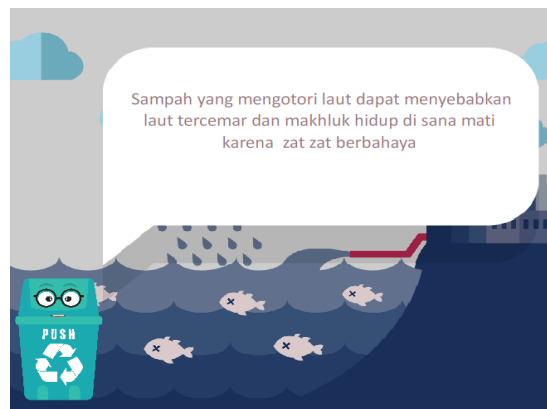 Sampah yang mengotori laut dapat menyebabkan
laut tercemar dan makhluk hidup di sana mati
karena  zat zat berbahaya
PUSH